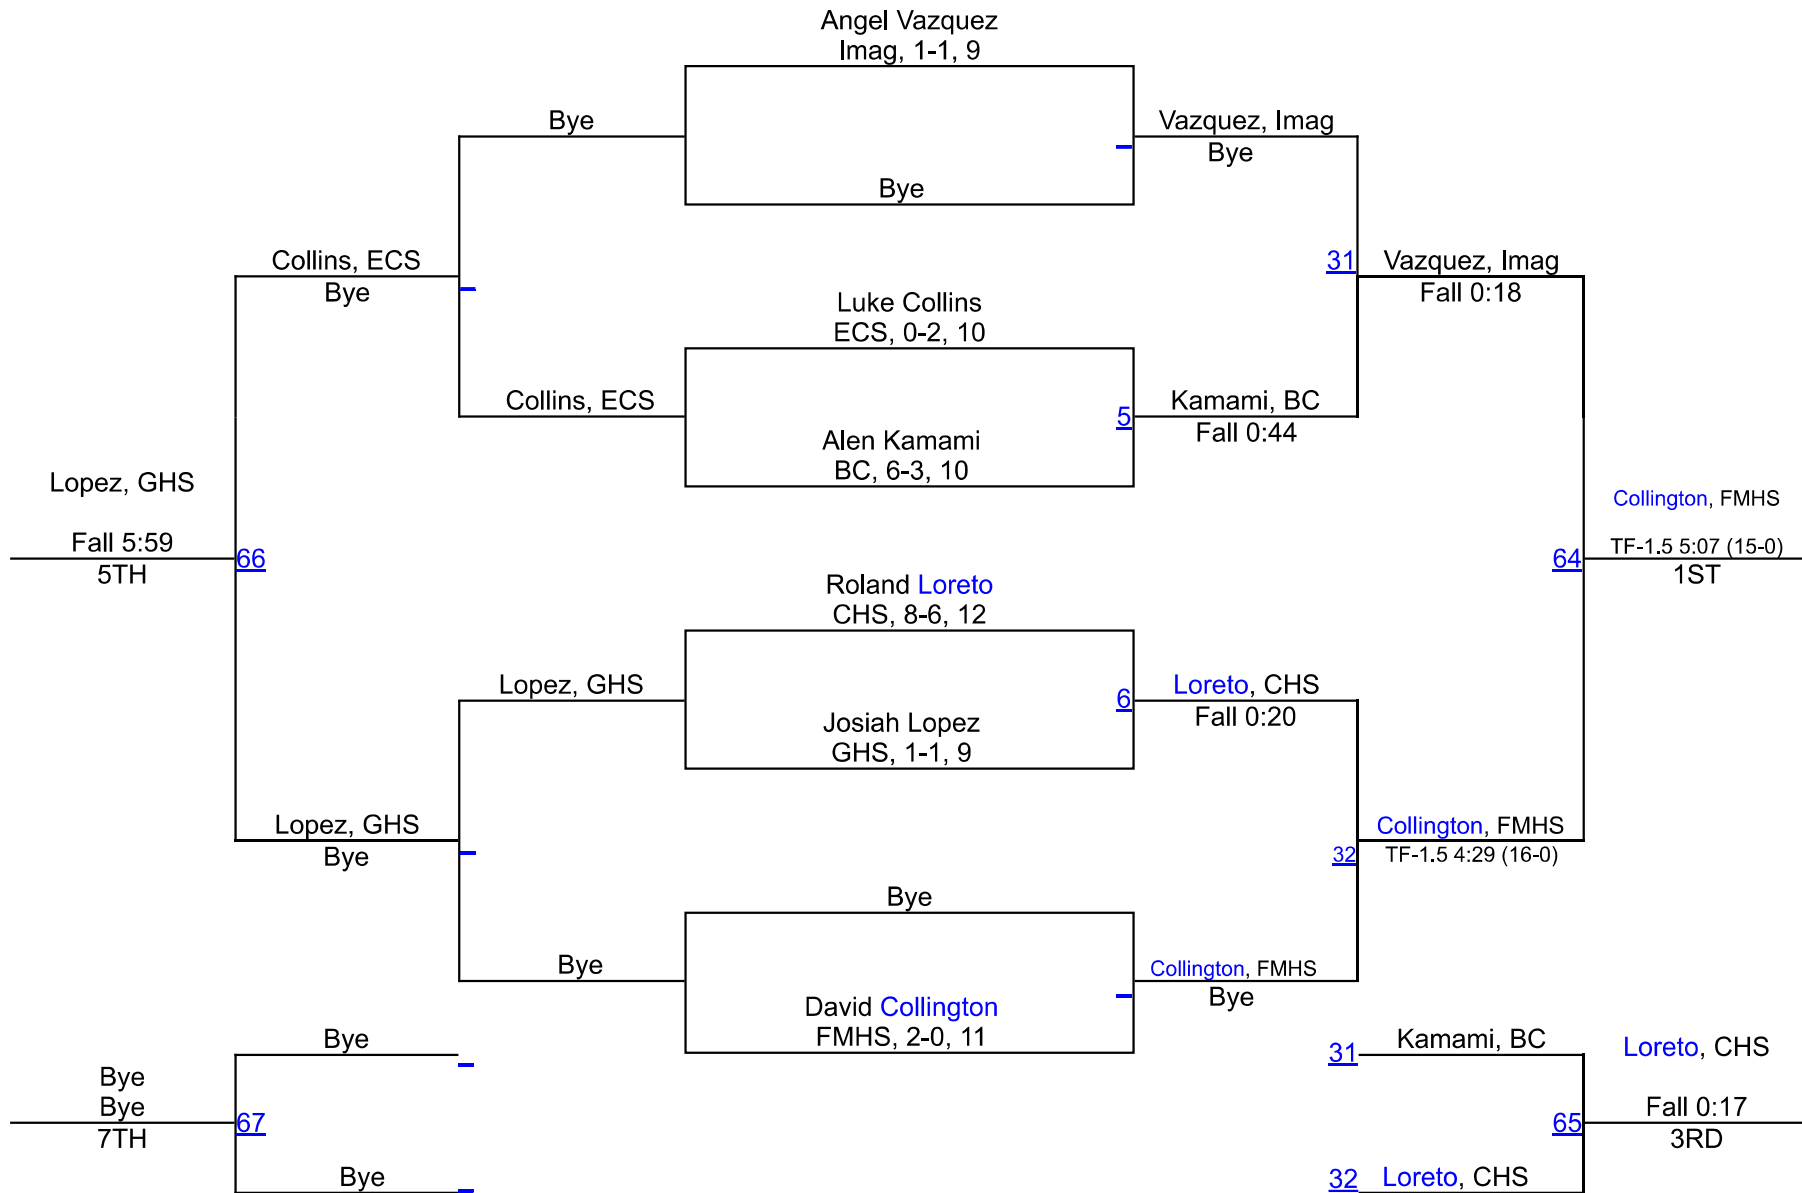 Angel Vazquez
Imag, 1-1, 9
Bye
Vazquez, Imag
Bye
Bye
Collins, ECS
Bye
31
Vazquez, Imag
Fall 0:18
Luke Collins
ECS, 0-2, 10
Collins, ECS
5
Kamami, BC
Fall 0:44
Alen Kamami
BC, 6-3, 10
Lopez, GHS
Fall 5:59
5TH
66
Collington, FMHS
TF-1.5 5:07 (15-0)
1ST
64
Roland Loreto
CHS, 8-6, 12
Lopez, GHS
6
Loreto, CHS
Fall 0:20
Josiah Lopez
GHS, 1-1, 9
Lopez, GHS
Bye
32
Collington, FMHS
TF-1.5 4:29 (16-0)
Bye
Bye
Collington, FMHS
Bye
David Collington
FMHS, 2-0, 11
Bye
Bye
Bye
7TH
67
Bye
31
Kamami, BC
Loreto, CHS
Fall 0:17
3RD
65
32
Loreto, CHS